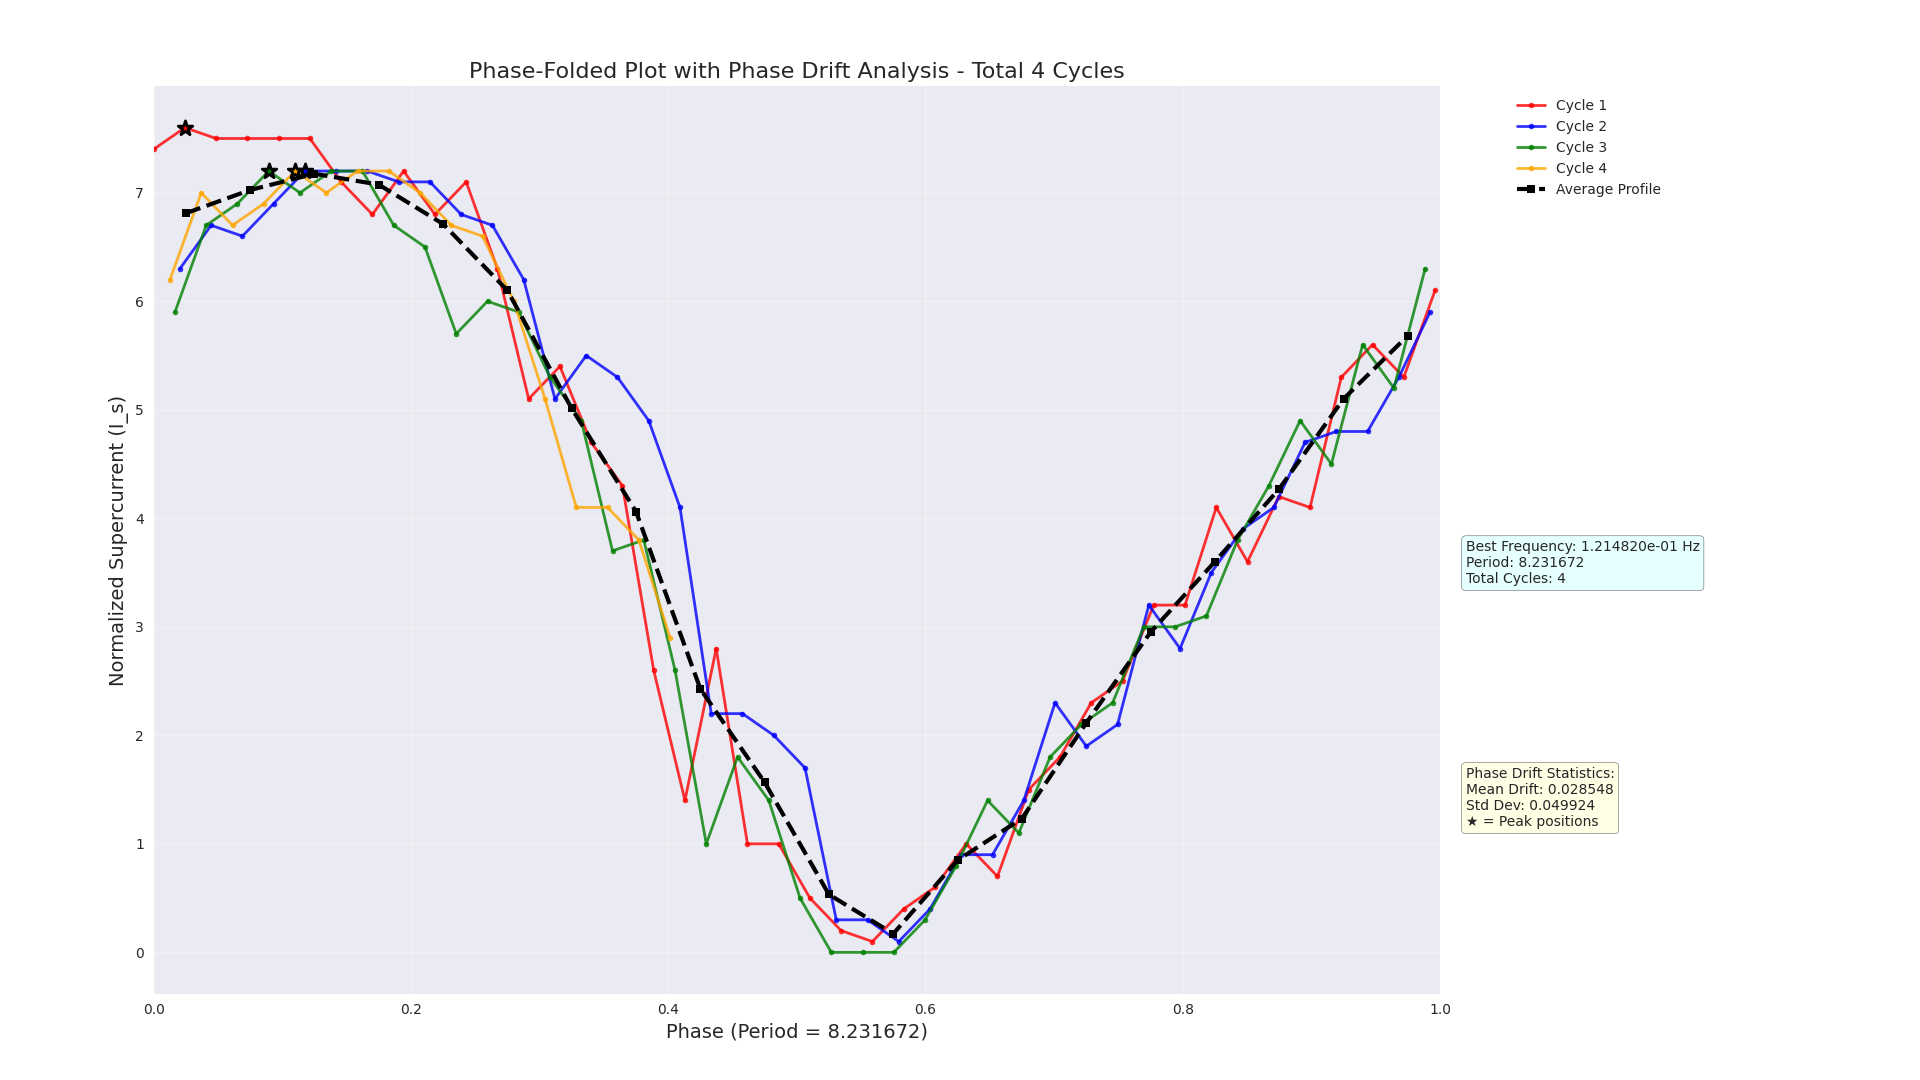 Phase-Folded Plot with Phase Drift Analysis - Total 4 Cycles
Cycle 1
Cycle 2
Cycle 3
Cycle 4
Average Profile
Normalized Supercurrent (I_s)
7
6
5
4
3
2
1
0
0.0
0.2
0.4
0.6
0.8
1.0
Phase (Period = 8.231672)
Best Frequency: 1.214820e-01 Hz
Period: 8.231672
Total Cycles: 4
Phase Drift Statistics:
Mean Drift: 0.028548
Std Dev: 0.049924
★ = Peak positions